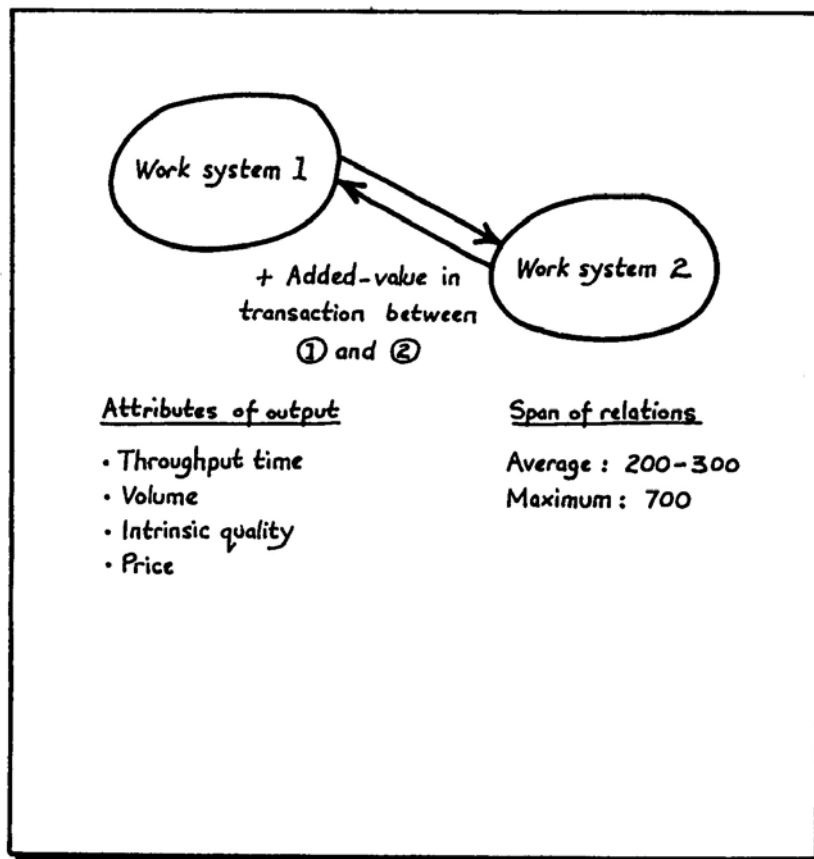 Work system 1
Work system 2
+ Added-value in
transaction between
① and ②
Attributes of output
• Throughput time
• Volume
• Intrinsic quality
• Price
Span of relations
Average : 200-300
Maximum : 700